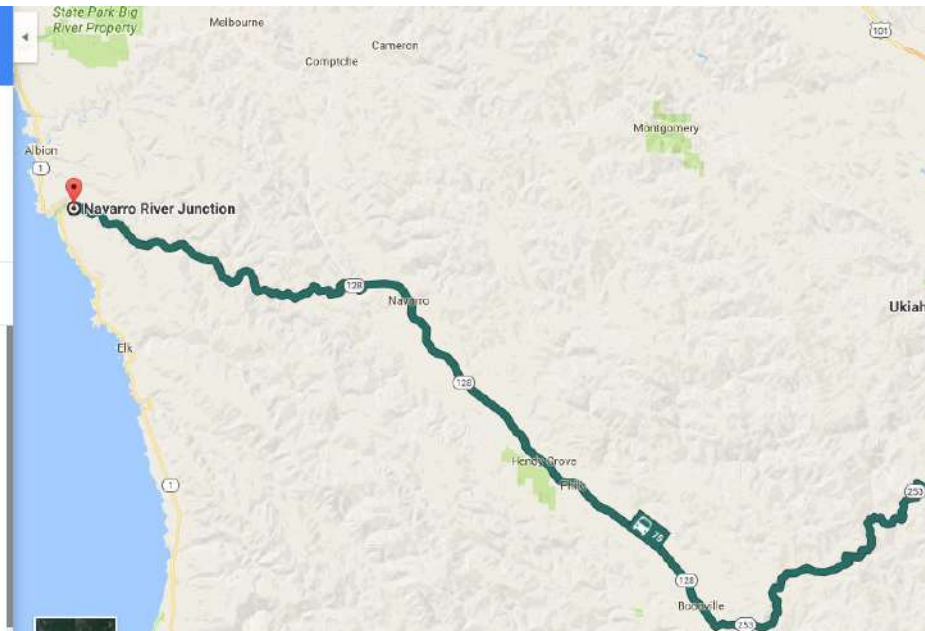 State Park-Big
River Property
Melbourne
Cameron
Comptche
101
Montgomery
Albion
1
Navarro River Junction
128
Navarro
Ukiah
Elk
128
Hendy Grove
1
Philo
253
75
128
Boonville
253